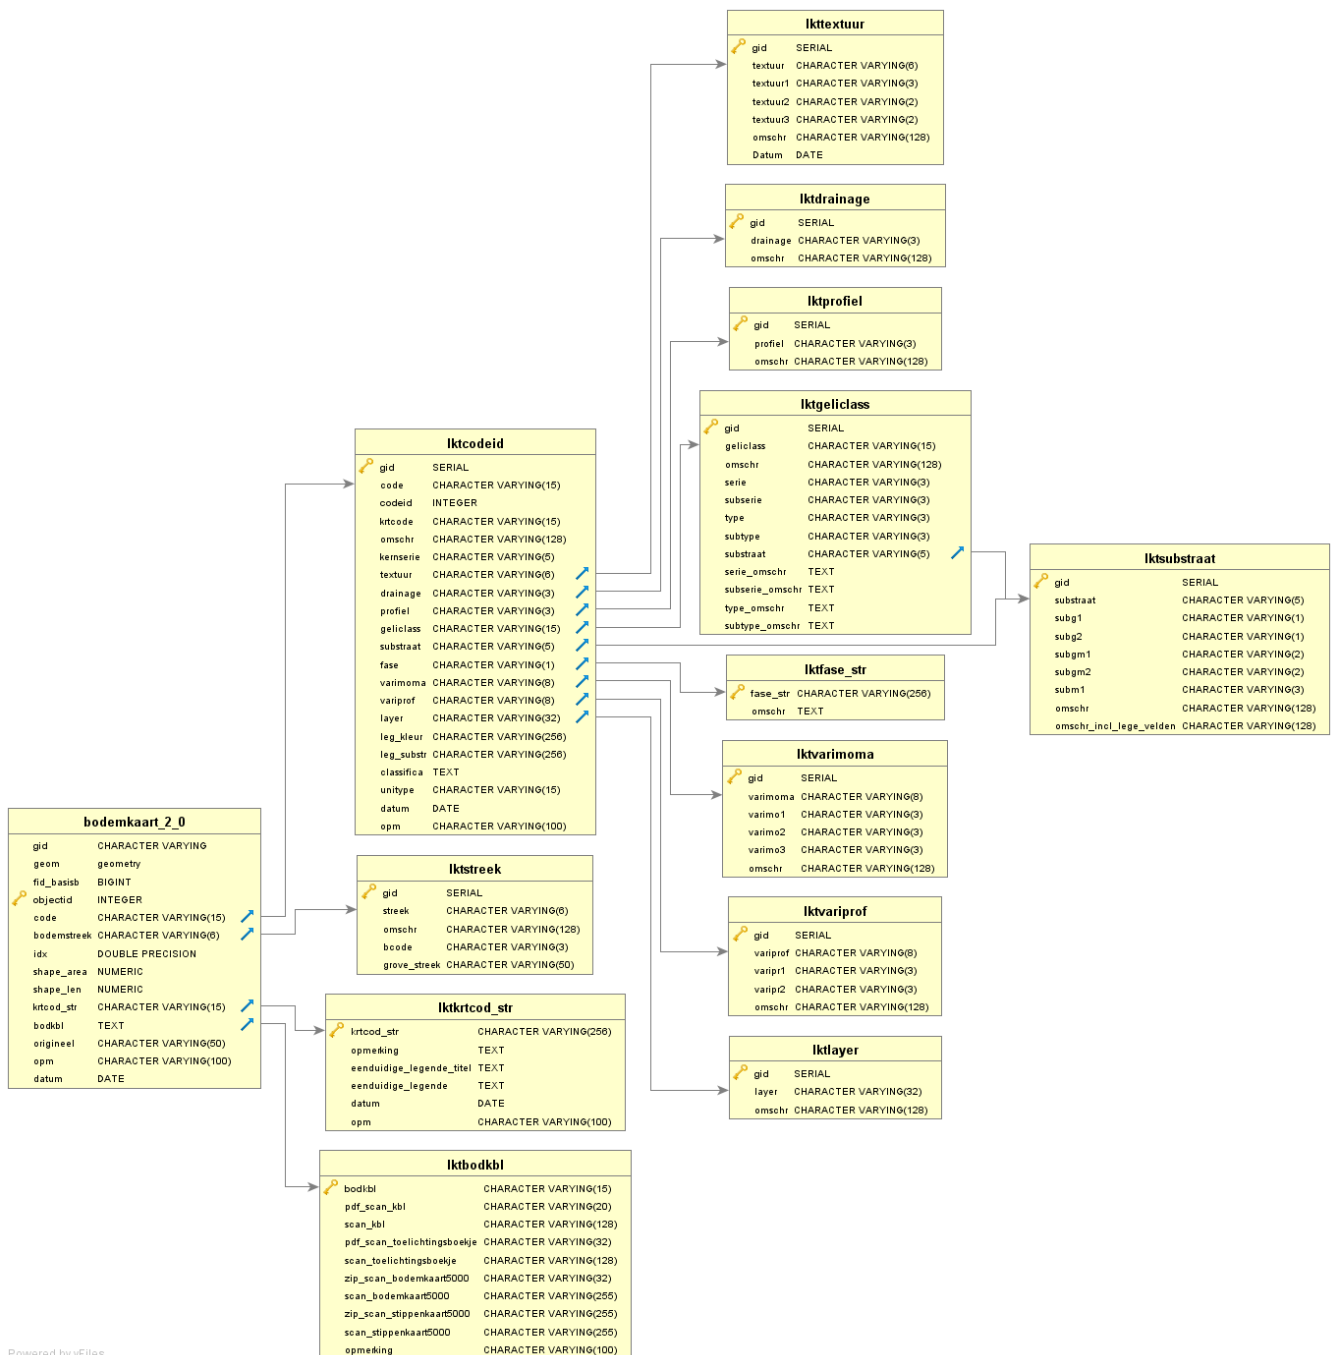 lkttextuur
gid SERIAL
textuur CHARACTER VARYING(6)
textuur1 CHARACTER VARYING(3)
textuur2 CHARACTER VARYING(2)
textuur3 CHARACTER VARYING(2)
omschr CHARACTER VARYING(128)
Datum DATE
lktdrainage
gid SERIAL
drainage CHARACTER VARYING(3)
omschr CHARACTER VARYING(128)
lktprofiel
gid SERIAL
profiel CHARACTER VARYING(3)
omschr CHARACTER VARYING(128)
lktgeliclass
gid SERIAL
geliclass CHARACTER VARYING(15)
omschr CHARACTER VARYING(128)
serie CHARACTER VARYING(3)
subserie CHARACTER VARYING(3)
type CHARACTER VARYING(3)
subtype CHARACTER VARYING(3)
substraat CHARACTER VARYING(5)
serie_omschr TEXT
subserie_omschr TEXT
type_omschr TEXT
subtype_omschr TEXT
lktcodeid
gid SERIAL
code CHARACTER VARYING(15)
codeid INTEGER
krtcode CHARACTER VARYING(15)
omschr CHARACTER VARYING(128)
kernserie CHARACTER VARYING(5)
textuur CHARACTER VARYING(6)
drainage CHARACTER VARYING(3)
profiel CHARACTER VARYING(3)
geliclass CHARACTER VARYING(15)
substraat CHARACTER VARYING(5)
fase CHARACTER VARYING(1)
varimoma CHARACTER VARYING(8)
variprof CHARACTER VARYING(8)
layer CHARACTER VARYING(32)
leg_kleur CHARACTER VARYING(256)
leg_substr CHARACTER VARYING(256)
classifica TEXT
unitype CHARACTER VARYING(15)
datum DATE
opm CHARACTER VARYING(100)
lktsubstraat
gid SERIAL
substraat CHARACTER VARYING(5)
subg1 CHARACTER VARYING(1)
subg2 CHARACTER VARYING(1)
subgm1 CHARACTER VARYING(2)
subgm2 CHARACTER VARYING(2)
subm1 CHARACTER VARYING(3)
omschr CHARACTER VARYING(128)
omschr_incl_lege_velden CHARACTER VARYING(128)
lktfase_str
fase_str CHARACTER VARYING(256)
omschr TEXT
lktvarimoma
gid SERIAL
varimoma CHARACTER VARYING(8)
varimo1 CHARACTER VARYING(3)
varimo2 CHARACTER VARYING(3)
varimo3 CHARACTER VARYING(3)
omschr CHARACTER VARYING(128)
bodemkaart_2_0
gid CHARACTER VARYING
geom geometry
fid_basisb BIGINT
objectid INTEGER
code CHARACTER VARYING(15)
bodemstreek CHARACTER VARYING(6)
idx DOUBLE PRECISION
shape_area NUMERIC
shape_len NUMERIC
krtcod_str CHARACTER VARYING(15)
bodkbl TEXT
origineel CHARACTER VARYING(50)
opm CHARACTER VARYING(100)
datum DATE
lktstreek
gid SERIAL
streek CHARACTER VARYING(6)
omschr CHARACTER VARYING(128)
bcode CHARACTER VARYING(3)
grove_streek CHARACTER VARYING(50)
lktvariprof
gid SERIAL
variprof CHARACTER VARYING(8)
varipr1 CHARACTER VARYING(3)
varipr2 CHARACTER VARYING(3)
omschr CHARACTER VARYING(128)
lktkrtcod_str
krtcod_str CHARACTER VARYING(256)
opmerking TEXT
eenduidige_legende_titel TEXT
eenduidige_legende TEXT
datum DATE
opm CHARACTER VARYING(100)
lktlayer
gid SERIAL
layer CHARACTER VARYING(32)
omschr CHARACTER VARYING(128)
lktbodkbl
bodkbl CHARACTER VARYING(15)
pdf_scan_kbl CHARACTER VARYING(20)
scan_kbl CHARACTER VARYING(128)
pdf_scan_toelichtingsboekje CHARACTER VARYING(32)
scan_toelichtingsboekje CHARACTER VARYING(128)
zip_scan_bodemkaart5000 CHARACTER VARYING(32)
scan_bodemkaart5000 CHARACTER VARYING(255)
zip_scan_stippenkaart5000 CHARACTER VARYING(255)
scan_stippenkaart5000 CHARACTER VARYING(255)
opmerking CHARACTER VARYING(100)
Powered by yFiles